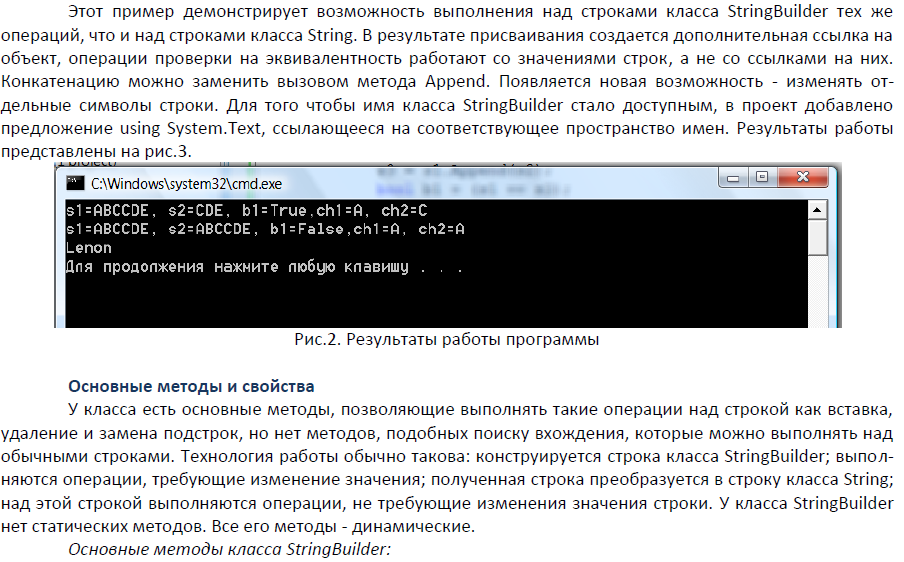 Этот пример демонстрирует возможность выполнения над строками класса StringBuilder тех же
операций, что и над строками класса String. В результате присваивания создается дополнительная ссылка на
объект, операции проверки на эквивалентность работают со значениями строк, а не со ссылками на них.
Конкатенацию можно заменить вызовом метода Append. Появляется новая возможность - изменять от-
дельные символы строки. Для того чтобы имя класса StringBuilder стало доступным, в проект добавлено
предложение using System.Text, ссылающееся на соответствующее пространство имен. Результаты работы
представлены на рис.3.
C:\Windows\system32\cmd.exe
s1=ABCCDE, s2=CDE, b1=True,ch1=A, ch2=C
s1=ABCCDE, s2=ABCCDE, b1=False,ch1=A, ch2=A
Lenon
Для продолжения нажмите любую клавишу . . .
Рис.2. Результаты работы программы
Основные методы и свойства
У класса есть основные методы, позволяющие выполнять такие операции над строкой как вставка,
удаление и замена подстрок, но нет методов, подобных поиску вхождения, которые можно выполнять над
обычными строками. Технология работы обычно такова: конструируется строка класса StringBuilder; выпол-
няются операции, требующие изменение значения; полученная строка преобразуется в строку класса String;
над этой строкой выполняются операции, не требующие изменения значения строки. У класса StringBuilder
нет статических методов. Все его методы - динамические.
Основные методы класса StringBuilder: